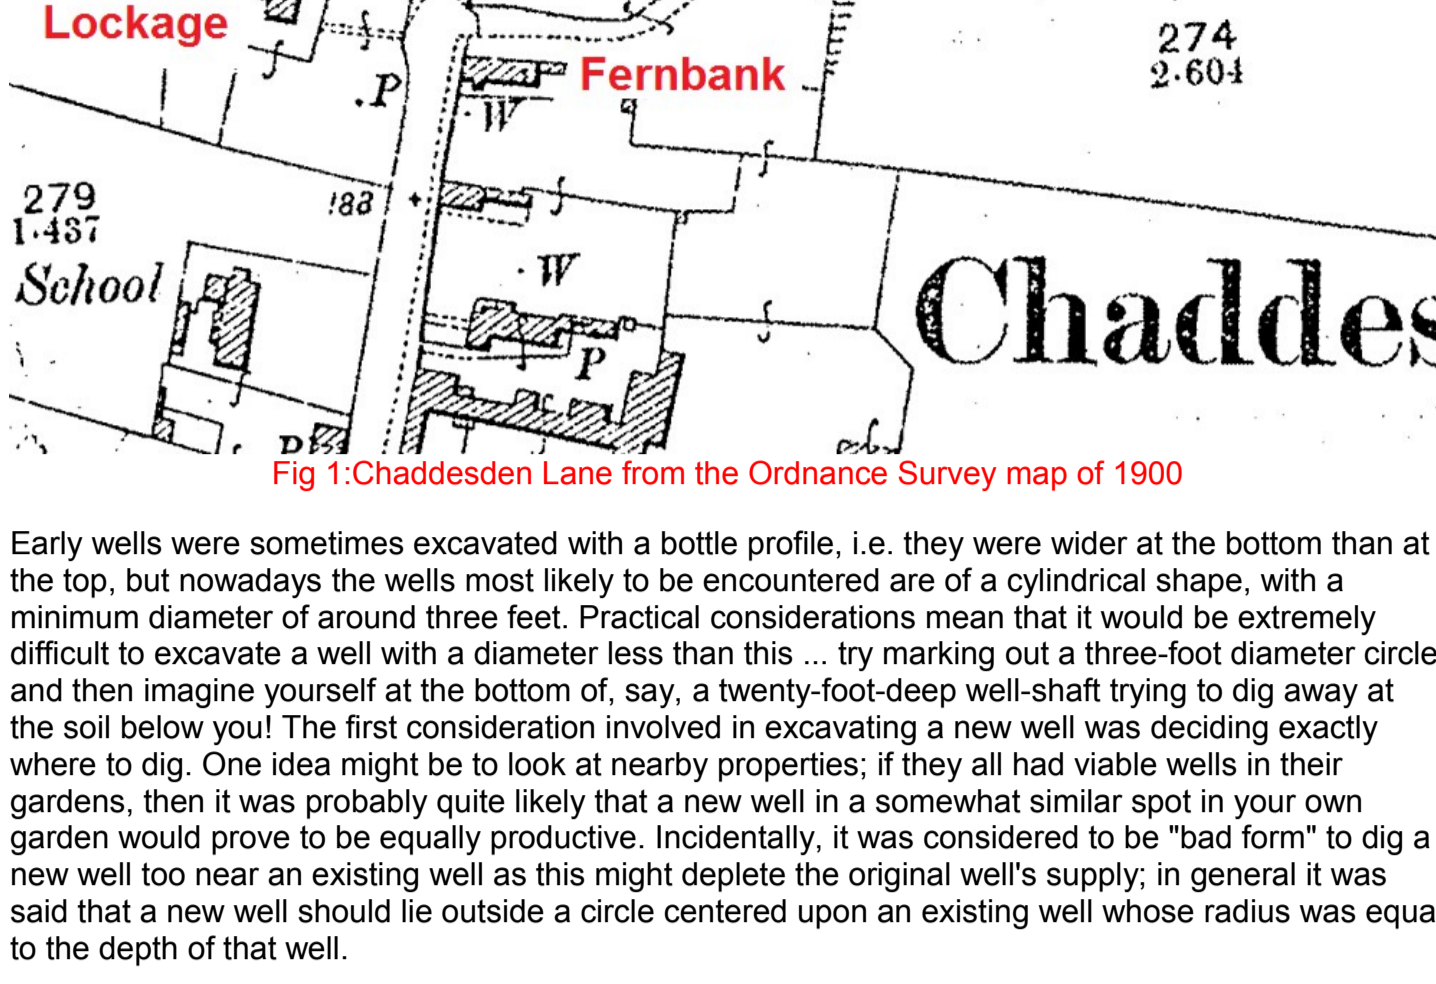 Lockage
274
2·604
Fernbank
.P
W
279
1·437
188
School
W
Chaddes
P
P
Fig 1:Chaddesden Lane from the Ordnance Survey map of 1900
Early wells were sometimes excavated with a bottle profile, i.e. they were wider at the bottom than at
the top, but nowadays the wells most likely to be encountered are of a cylindrical shape, with a
minimum diameter of around three feet. Practical considerations mean that it would be extremely
difficult to excavate a well with a diameter less than this ... try marking out a three-foot diameter circle
and then imagine yourself at the bottom of, say, a twenty-foot-deep well-shaft trying to dig away at
the soil below you! The first consideration involved in excavating a new well was deciding exactly
where to dig. One idea might be to look at nearby properties; if they all had viable wells in their
gardens, then it was probably quite likely that a new well in a somewhat similar spot in your own
garden would prove to be equally productive. Incidentally, it was considered to be "bad form" to dig a
new well too near an existing well as this might deplete the original well's supply; in general it was
said that a new well should lie outside a circle centered upon an existing well whose radius was equa
to the depth of that well.